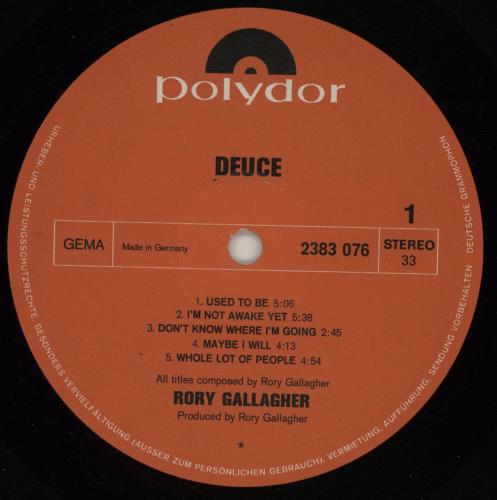 polydor
DEUCE
1
GEMA
Made in Germany
2383 076
STEREO
33
1. USED TO BE 5:06
2. I'M NOT AWAKE YET 5:38
3. DON'T KNOW WHERE I'M GOING 2:45
4. MAYBE I WILL 4:13
5. WHOLE LOT OF PEOPLE 4:54
All titles composed by Rory Gallagher
RORY GALLAGHER
Produced by Rory Gallagher
*
URHEBER- UND LEISTUNGSSCHUTZRECHTE, BESONDERS VERVIELFÄLTIGUNG (AUSSER ZUM PERSÖNLICHEN GEBRAUCH), VERMIETUNG, AUFFÜHRUNG, SENDUNG VORBEHALTEN · DEUTSCHE GRAMMOPHON